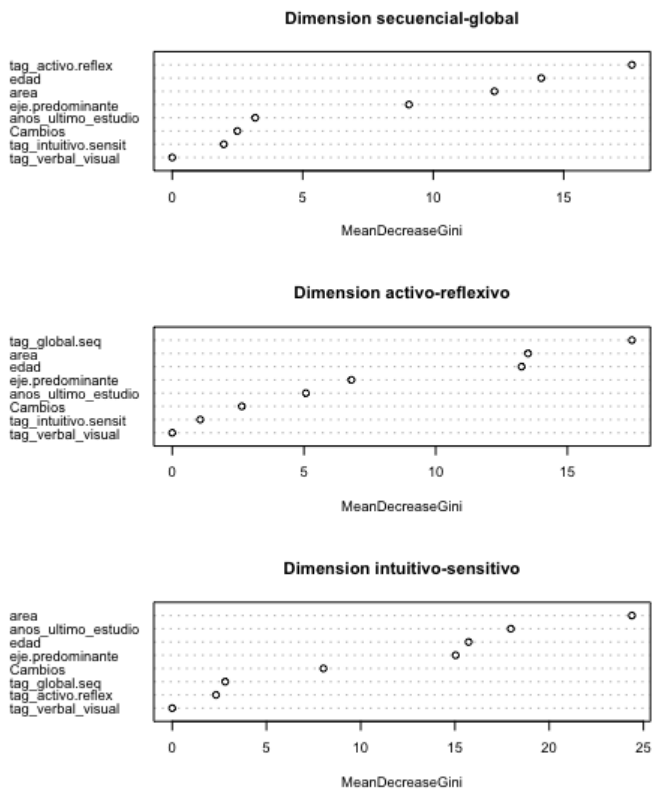 Dimension secuencial-global
tag_activo.reflex
edad
area
eje.predominante
anos_ultimo_estudio
Cambios
tag_intuitivo.sensit
tag_verbal_visual
0 5 10 15
MeanDecreaseGini
Dimension activo-reflexivo
tag_global.seq
area
edad
eje.predominante
anos_ultimo_estudio
Cambios
tag_intuitivo.sensit
tag_verbal_visual
0 5 10 15
MeanDecreaseGini
Dimension intuitivo-sensitivo
area
anos_ultimo_estudio
edad
eje.predominante
Cambios
tag_global.seq
tag_activo.reflex
tag_verbal_visual
0 5 10 15 20 25
MeanDecreaseGini